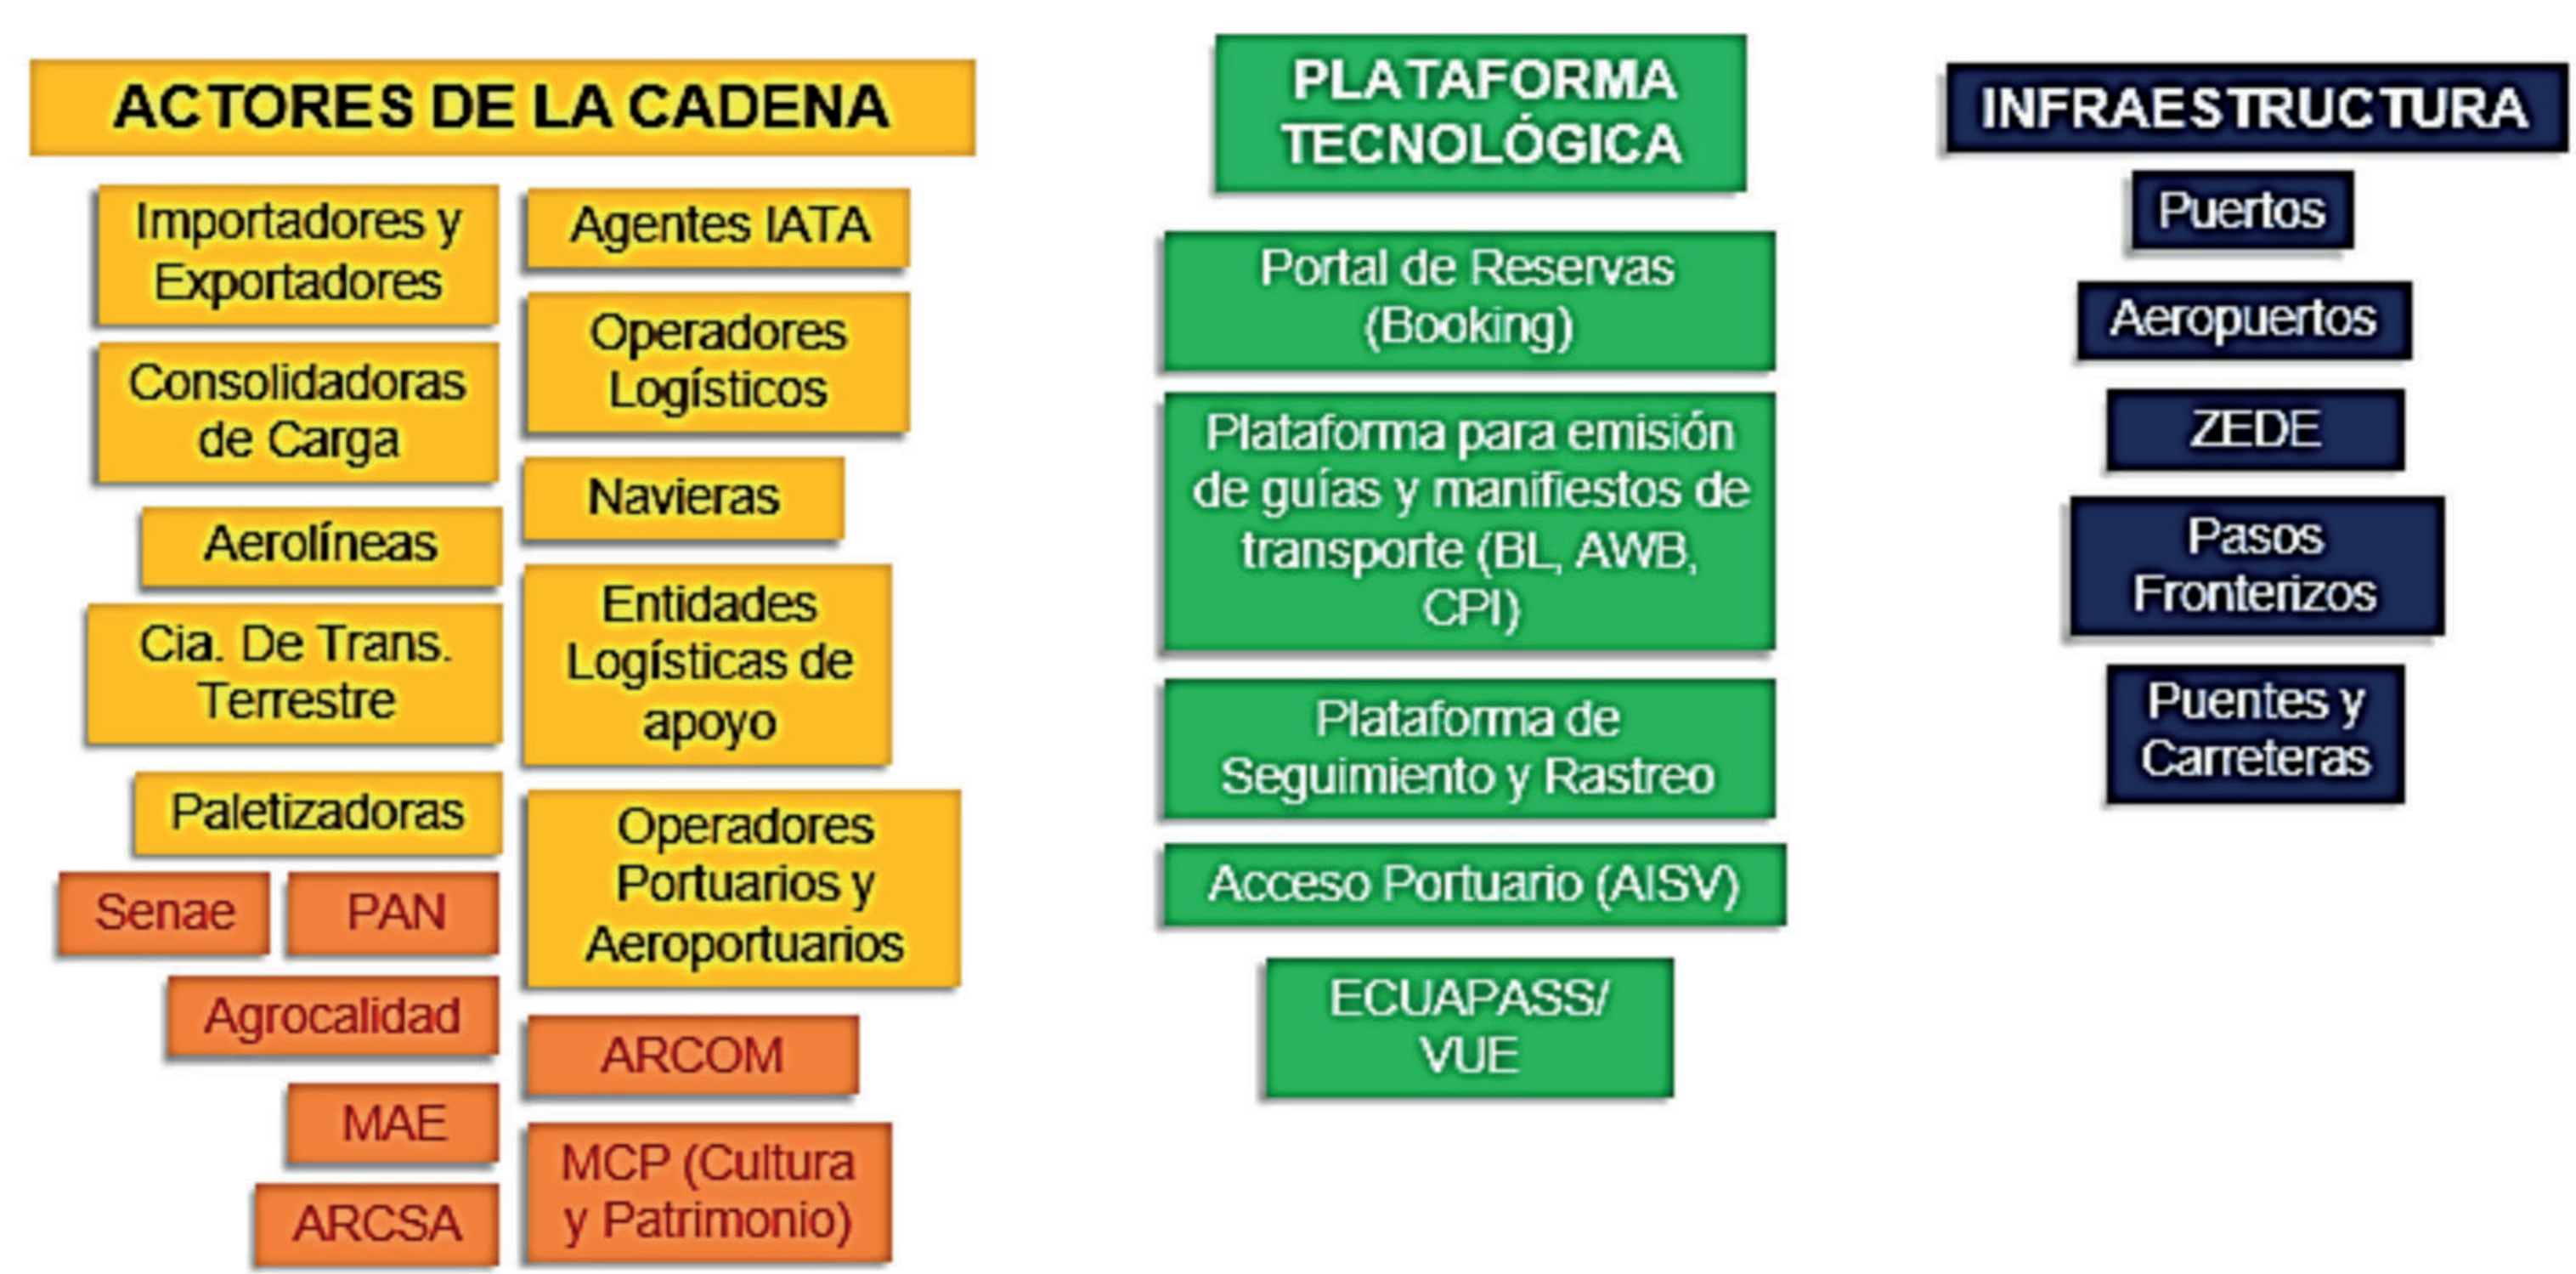 ACTORES DE LA CADENA
Importadores y
Exportadores
Consolidadoras
de Carga
Aerolíneas
Cia. De Trans.
Terrestre
Paletizadoras
Senae
PAN
Agrocalidad
MAE
ARCSA
Agentes IATA
Operadores
Logísticos
Navieras
Entidades
Logísticas de
apoyo
Operadores
Portuarios y
Aeroportuarios
ARCOM
MCP (Cultura
y Patrimonio)
PLATAFORMA
TECNOLÓGICA
Portal de Reservas
(Booking)
Plataforma para emisión
de guías y manifiestos de
transporte (BL, AWB,
CPI)
Plataforma de
Seguimiento y Rastreo
Acceso Portuario (AISV)
ECUAPASS/
VUE
INFRAESTRUCTURA
Puertos
Aeropuertos
ZEDE
Pasos
Fronterizos
Puentes y
Carreteras